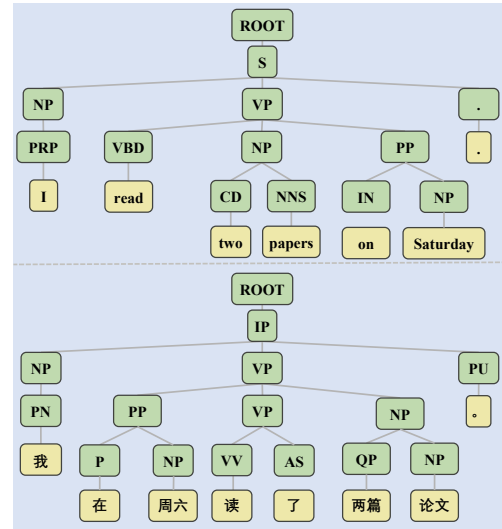 ROOT
S
NP VP .
PRP VBD NP PP .
I read CD NNS IN NP
two papers on Saturday
ROOT
IP
NP VP PU
PN PP VP NP 。
我 P NP VV AS QP NP
在 周六 读 了 两篇 论文